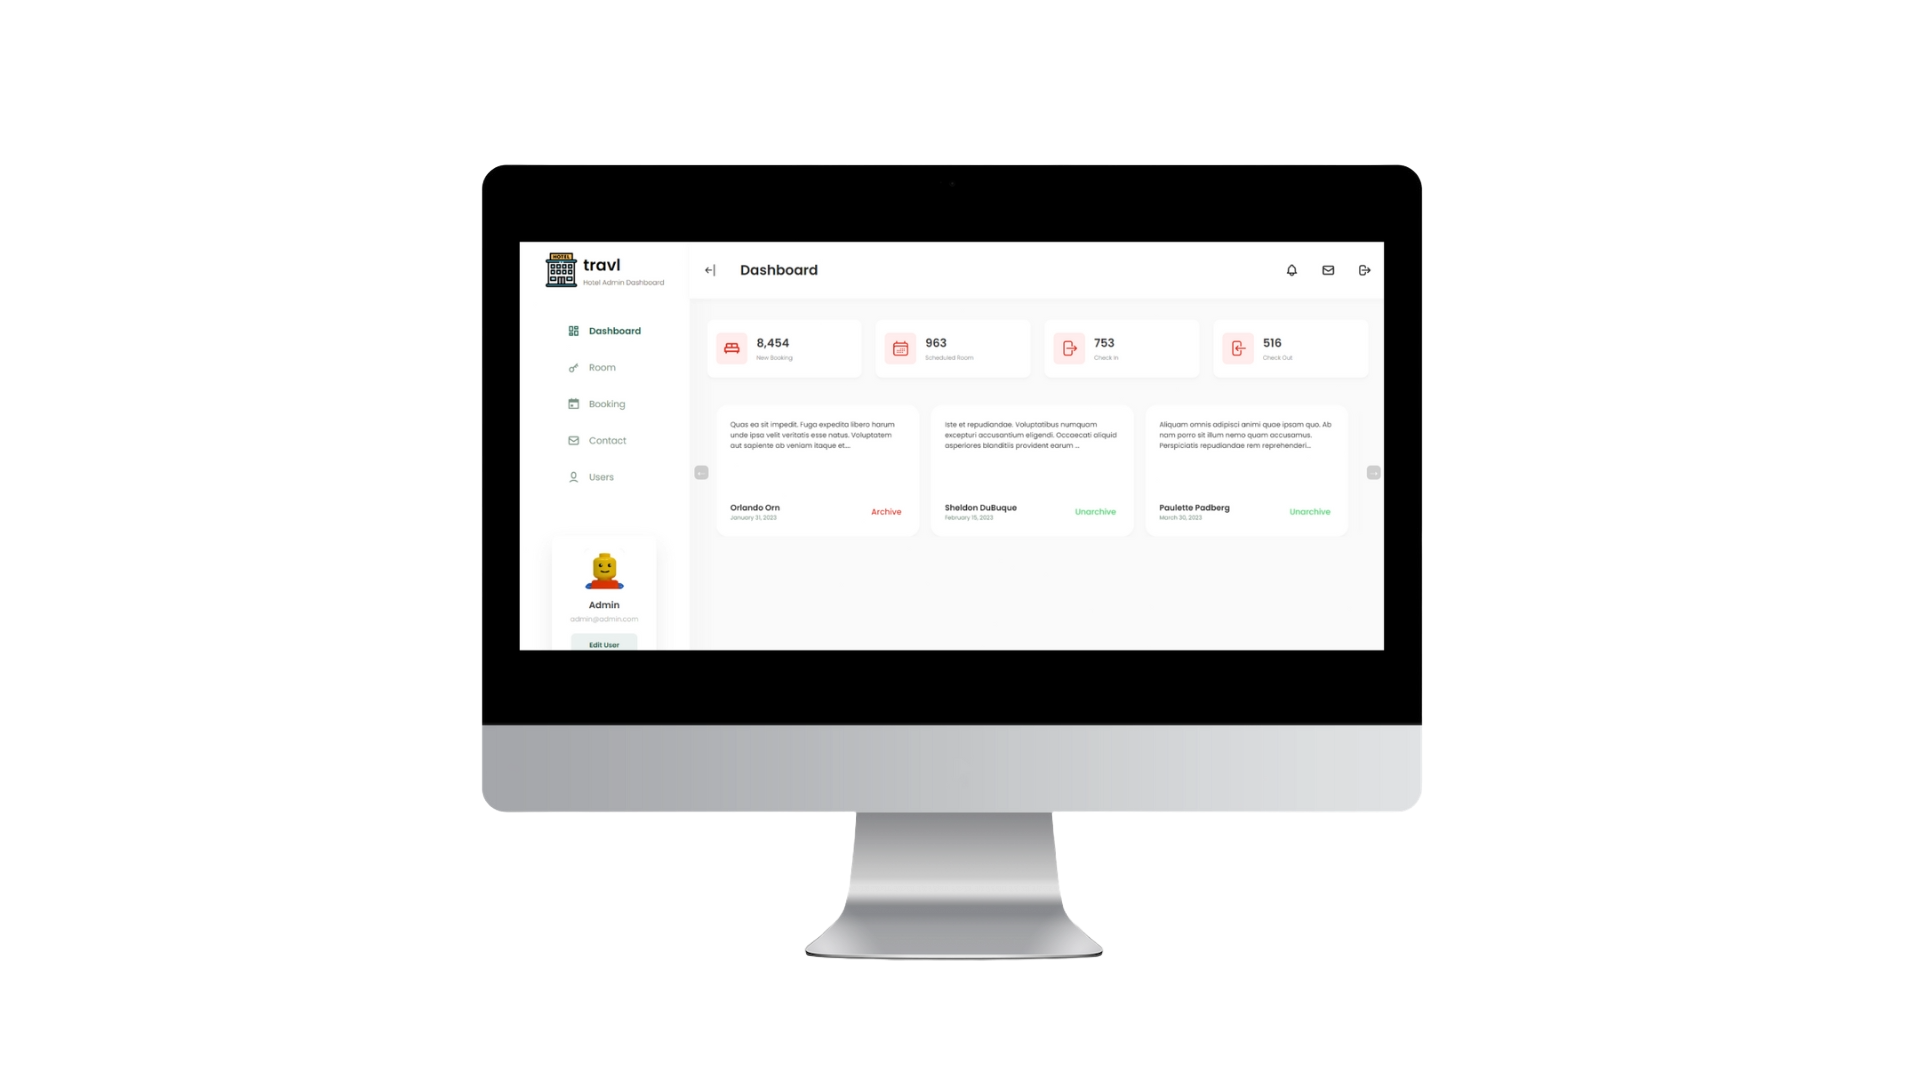 HOTEL
travl
Hotel Admin Dashboard
Dashboard
Room
Booking
Contact
Users
Admin
admin@admin.com
Edit User
Dashboard
8,454
New Booking
963
Scheduled Room
753
Check In
516
Check Out
Quas ea sit impedit. Fuga expedita libero harum
unde ipsa velit veritatis esse natus. Voluptatem
aut sapiente ab veniam itaque et...
Orlando Orn
January 31, 2023
Archive
Iste et repudiandae. Voluptatibus numquam
excepturi accusantium eligendi. Occaecati aliquid
asperiores blanditiis provident earum ...
Sheldon DuBuque
February 15, 2023
Unarchive
Aliquam omnis adipisci animi quae ipsam quo. Ab
nam porro sit illum nemo quam accusamus.
Perspiciatis repudiandae rem reprehenderi...
Paulette Padberg
March 30, 2023
Unarchive